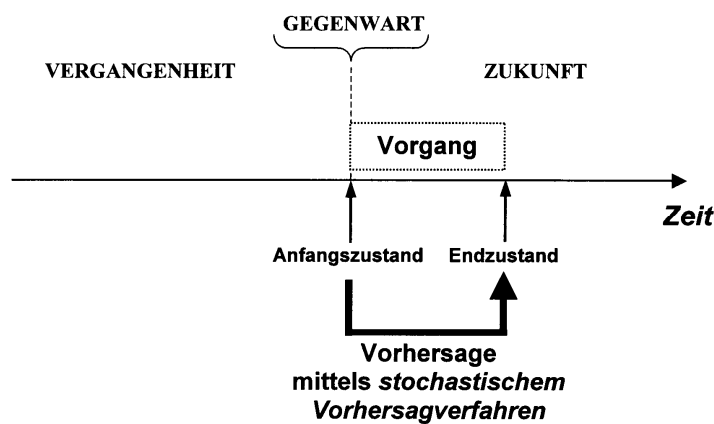 GEGENWART
VERGANGENHEIT
ZUKUNFT
Vorgang
Zeit
Anfangszustand
Endzustand
Vorhersage
mittels stochastischem
Vorhersagverfahren